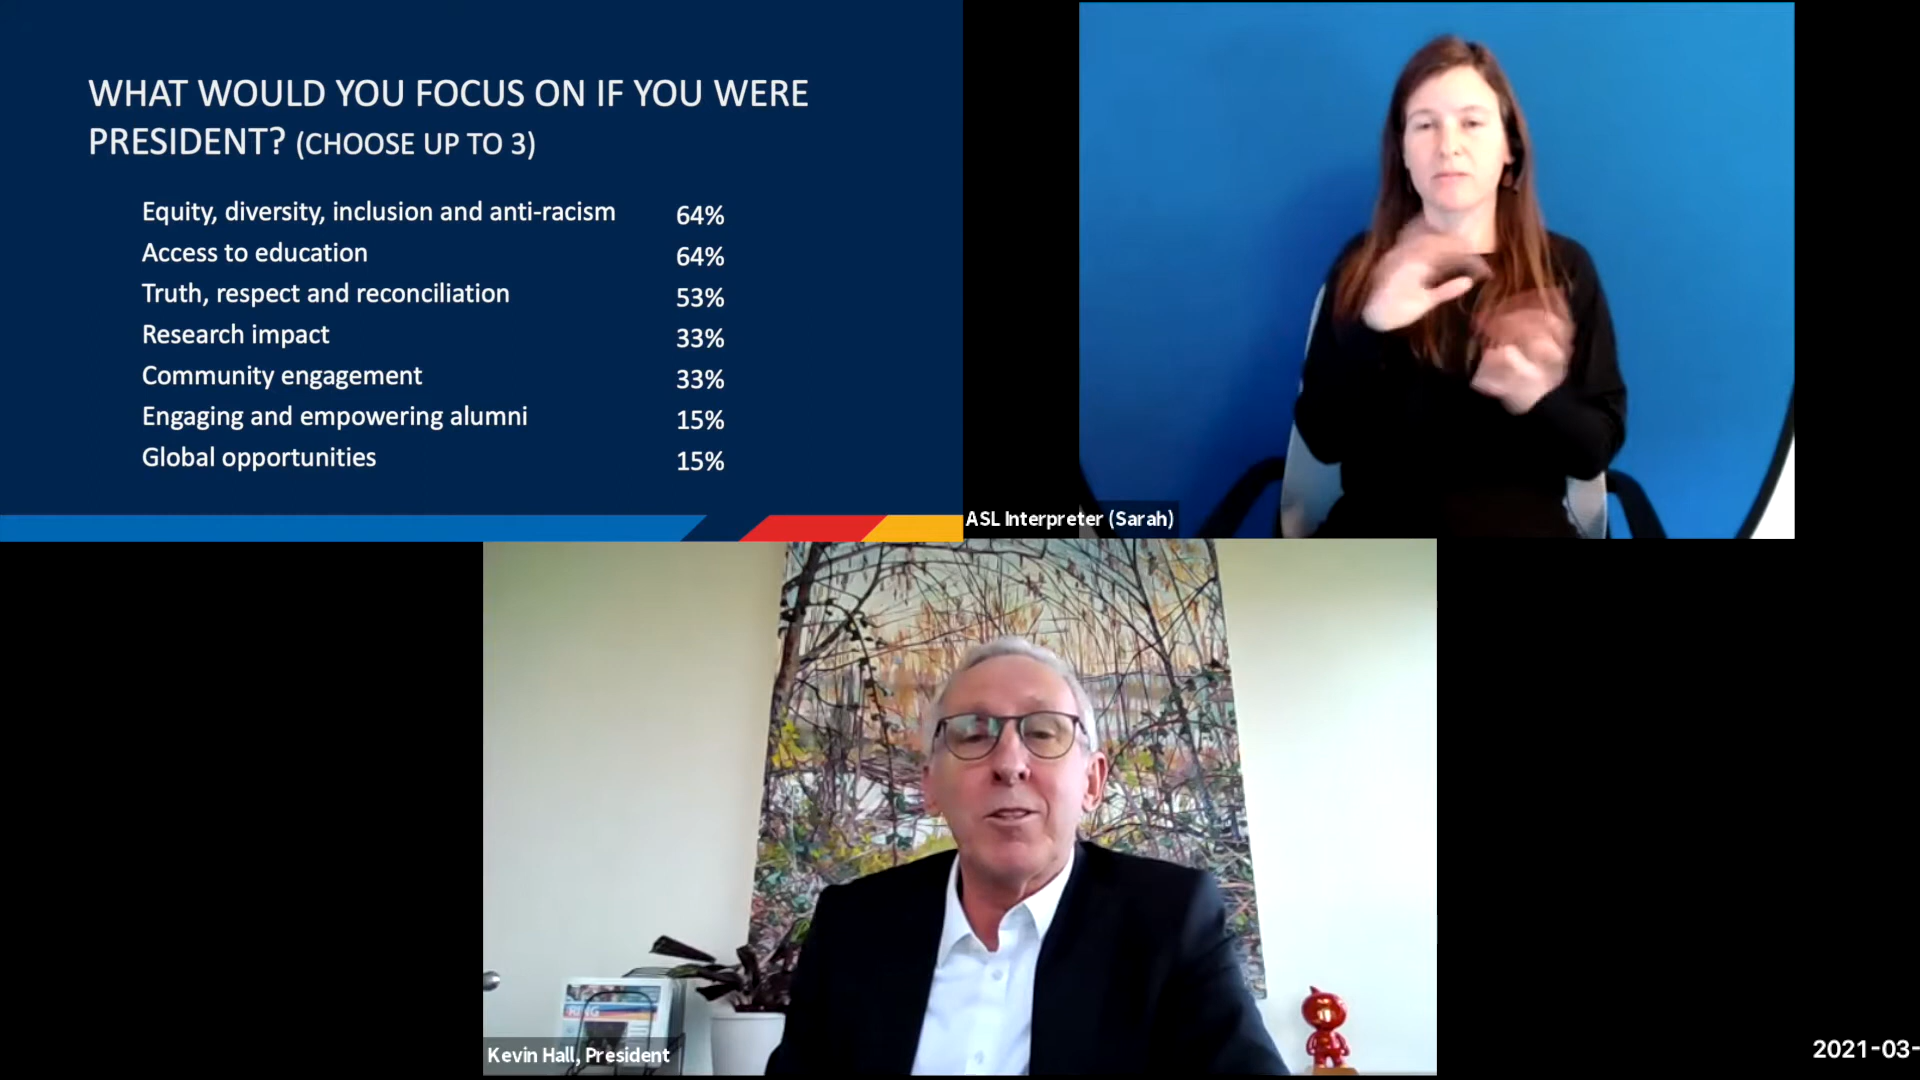 WHAT WOULD YOU FOCUS ON IF YOU WERE
PRESIDENT? (CHOOSE UP TO 3)
Equity, diversity, inclusion and anti-racism 64%
Access to education 64%
Truth, respect and reconciliation 53%
Research impact 33%
Community engagement 33%
Engaging and empowering alumni 15%
Global opportunities 15%
ASL Interpreter (Sarah)
RING
Kevin Hall, President
2021-03-